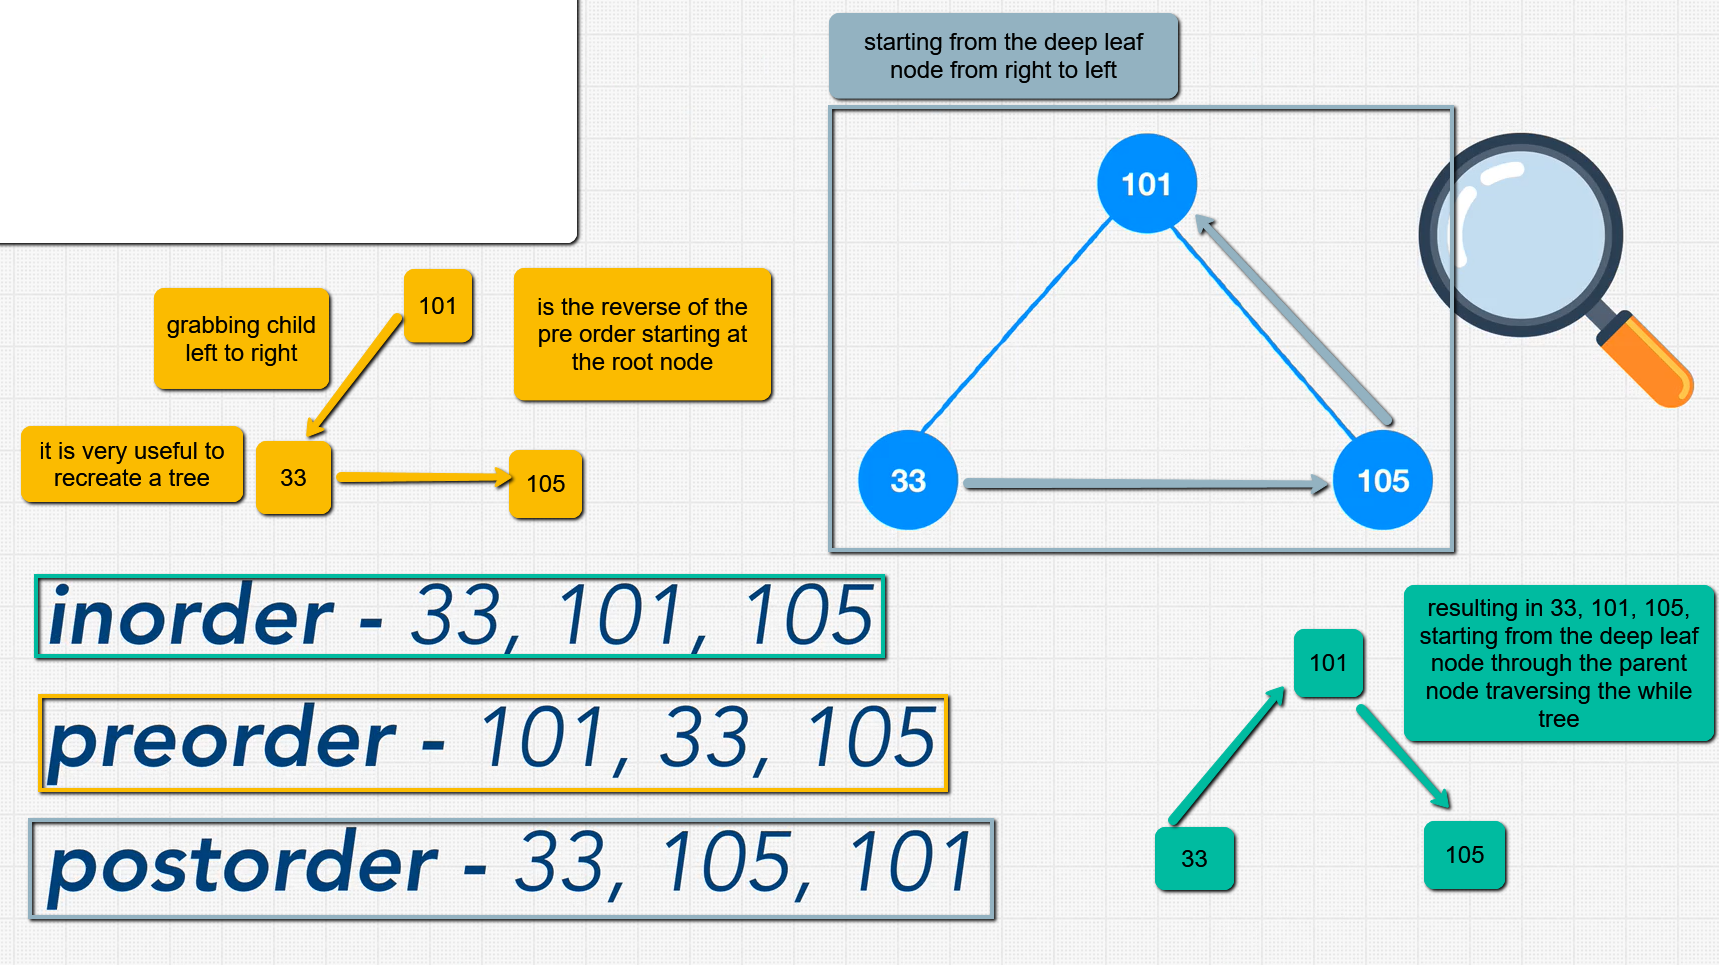 starting from the deep leaf
node from right to left
101
33
105
101
grabbing child
left to right
is the reverse of the
pre order starting at
the root node
it is very useful to
recreate a tree
33
105
inorder - 33, 101, 105
preorder - 101, 33, 105
postorder - 33, 105, 101
resulting in 33, 101, 105,
starting from the deep leaf
node through the parent
node traversing the while
tree
101
33
105